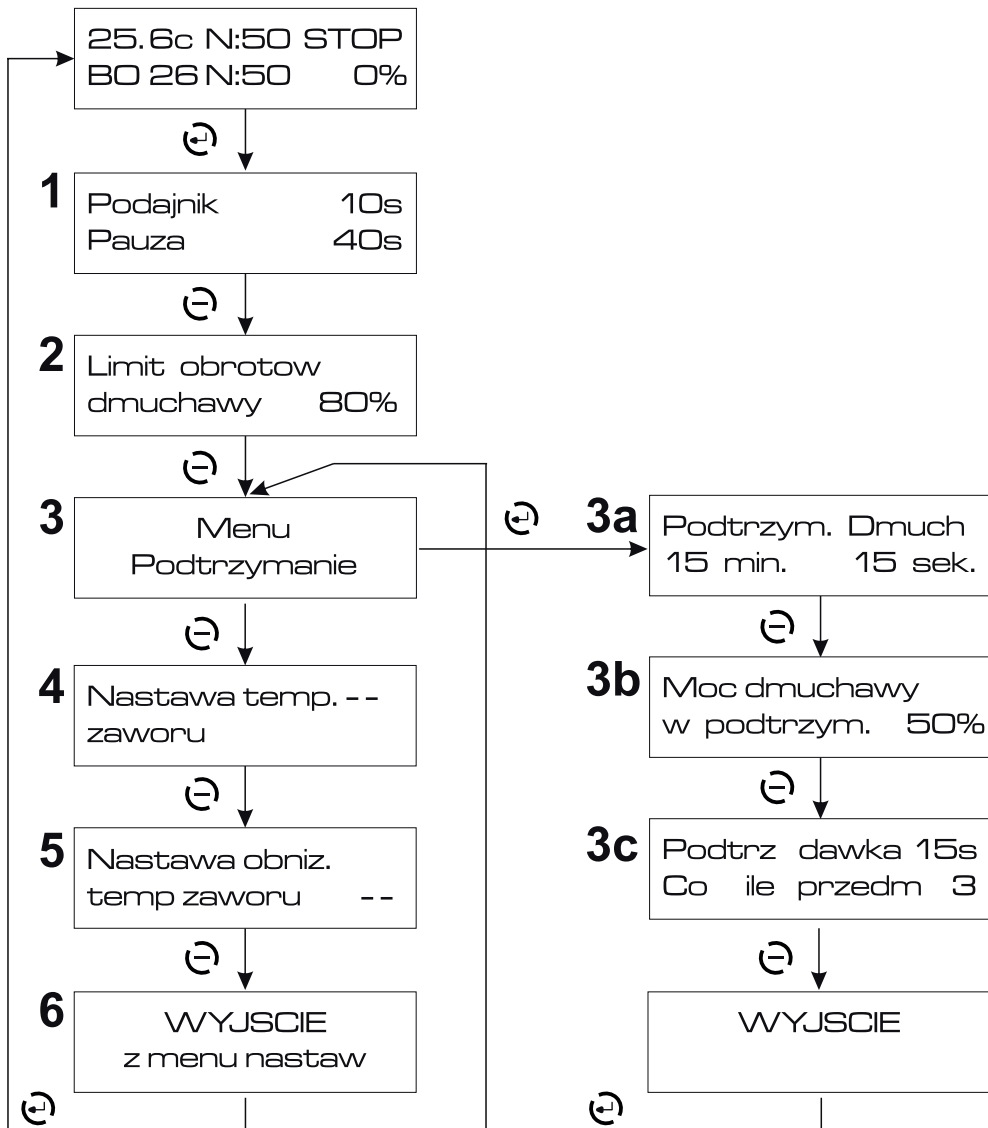 25.6c N:50 STOP
BO 26 N:50 0%
1
Podajnik 10s
Pauza 40s
2
Limit obrotow
dmuchawy 80%
3
Menu
Podtrzymanie
4
Nastawa temp. --
zaworu
5
Nastawa obniz.
temp zaworu --
6
WYJSCIE
z menu nastaw
3a
Podtrzym. Dmuch
15 min. 15 sek.
3b
Moc dmuchawy
w podtrzym. 50%
3c
Podtrz dawka 15s
Co ile przedm 3
WYJSCIE